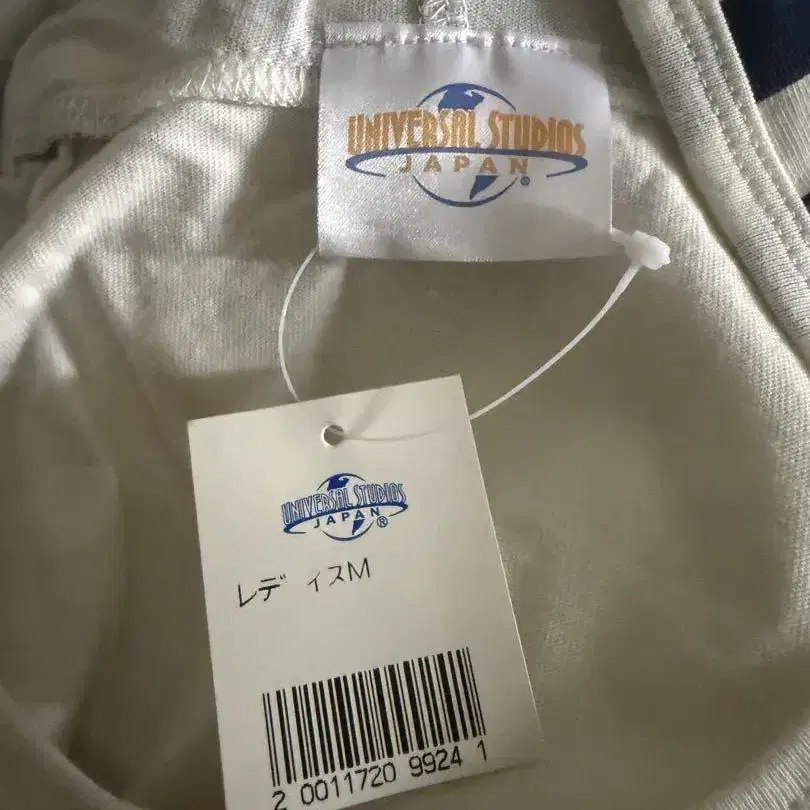 UNIVERSAL STUDIOS
JAPAN®
UNIVERSAL STUDIOS
JAPAN®
レディスM
2 0011720 9924 1